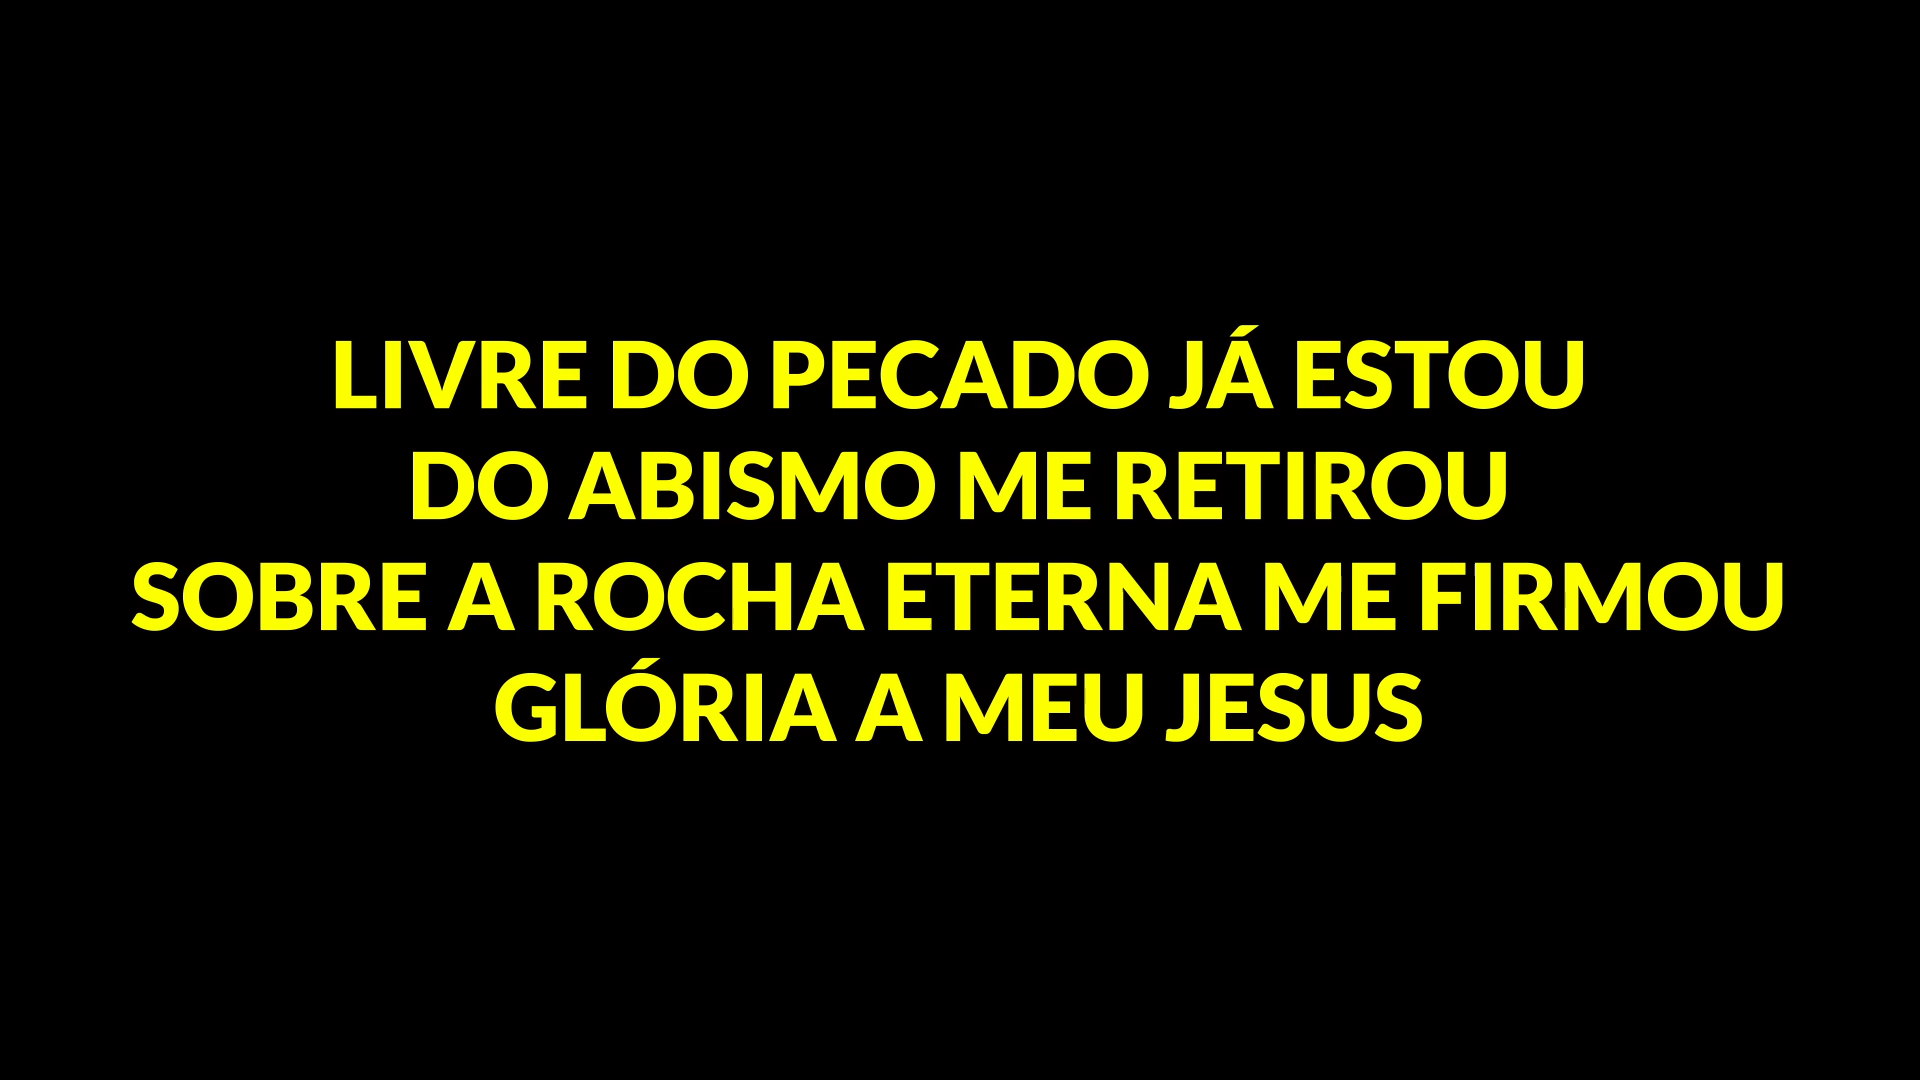 LIVRE DO PECADO JÁ ESTOU
DO ABISMO ME RETIROU
SOBRE A ROCHA ETERNA ME FIRMOU
GLÓRIA A MEU JESUS